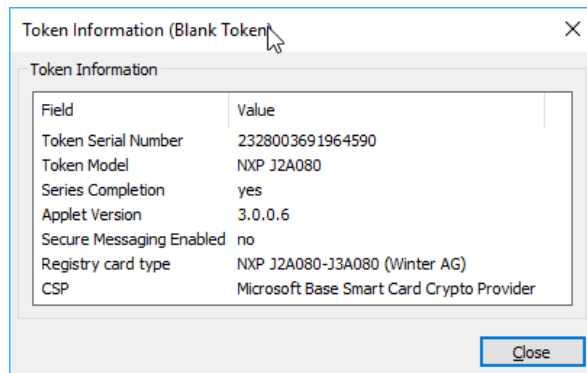 Token Information (Blank Token)
Token Information
Field Value
Token Serial Number 2328003691964590
Token Model NXP J2A080
Series Completion yes
Applet Version 3.0.0.6
Secure Messaging Enabled no
Registry card type NXP J2A080-J3A080 (Winter AG)
CSP Microsoft Base Smart Card Crypto Provider
Close